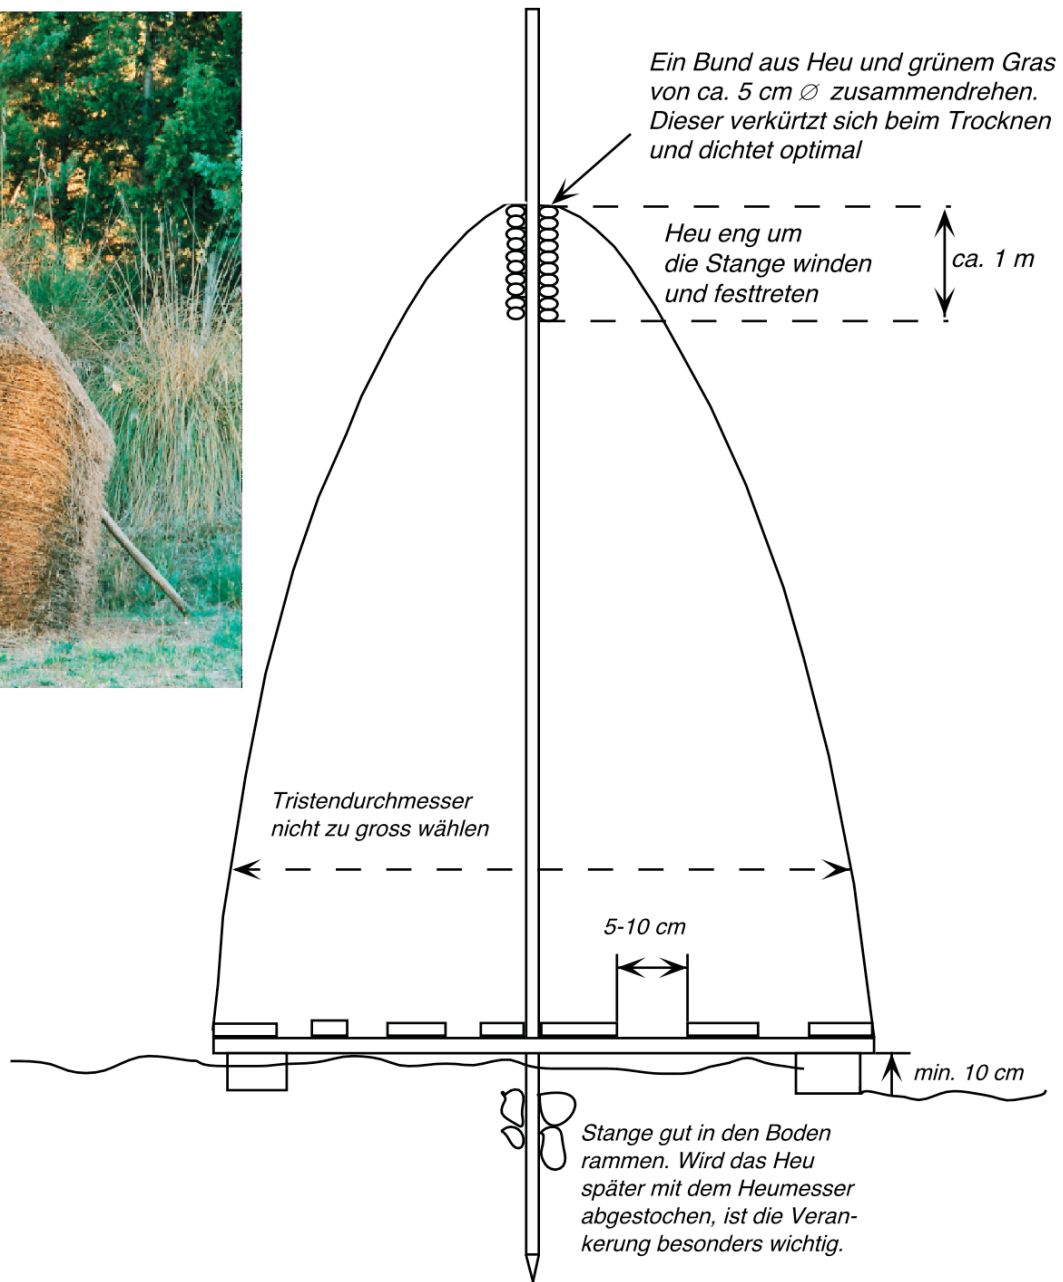 Ein Bund aus Heu und grünem Gras
von ca. 5 cm ∅ zusammendrehen.
Dieser verkürtzt sich beim Trocknen
und dichtet optimal
Heu eng um
die Stange winden
und festtreten
ca. 1 m
Tristendurchmesser
nicht zu gross wählen
5-10 cm
min. 10 cm
Stange gut in den Boden
rammen. Wird das Heu
später mit dem Heumesser
abgestochen, ist die Veran-
kerung besonders wichtig.